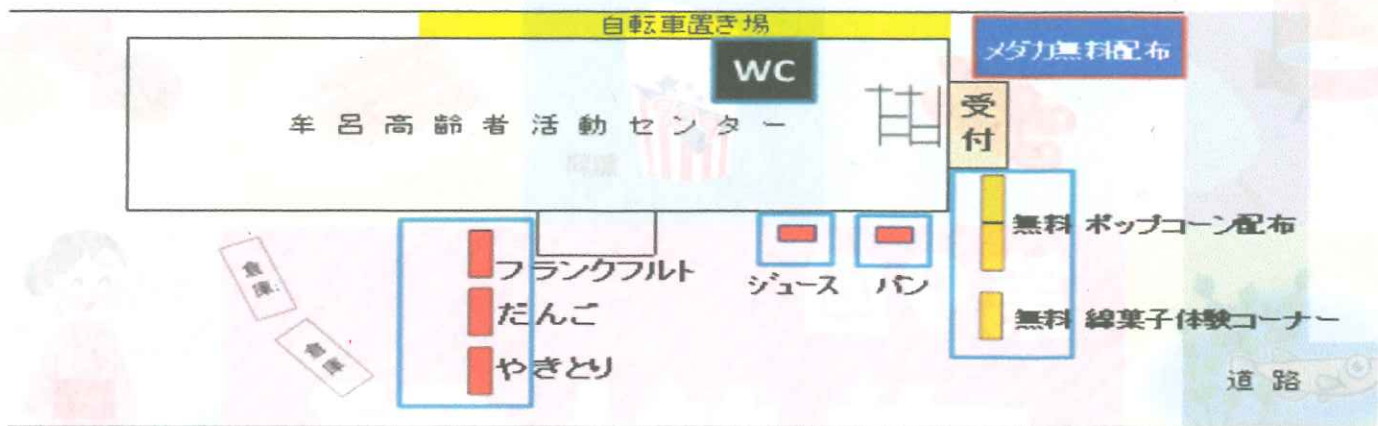 自転車置き場
メダカ無料配布
WC
牟呂高齢者活動センター
受付
無料 ポップコーン配布
倉庫
フランクフルト
ジュース
パン
だんご
無料 綿菓子体験コーナー
倉庫
やきとり
道路